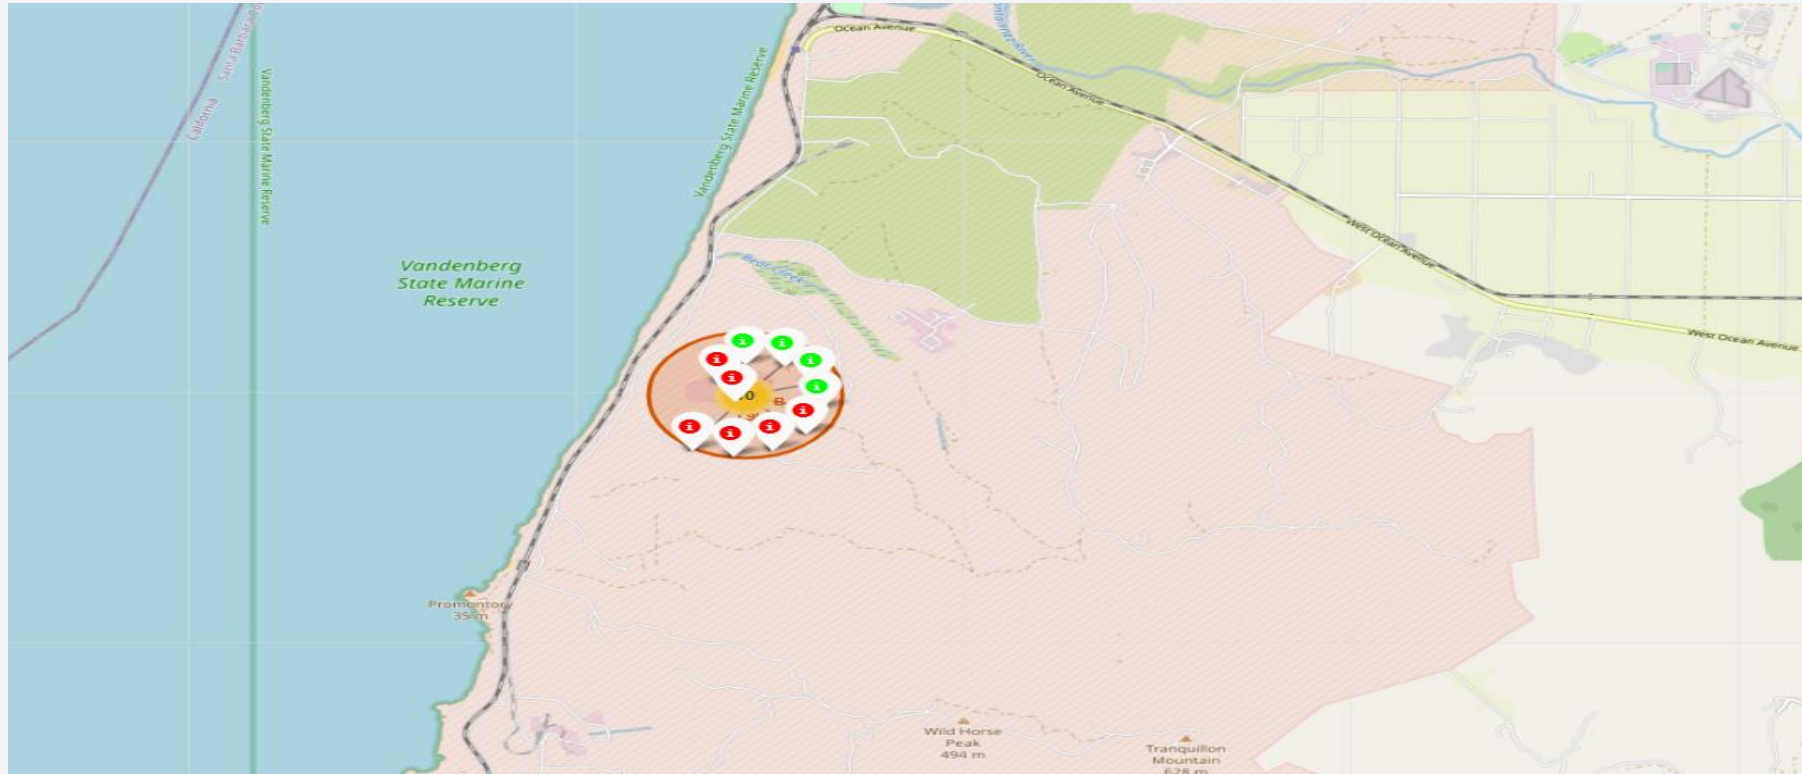 Ocean Avenue
Santa Barbara
California
Vandenberg State Marine Reserve
Vandenberg State Marine Reserve
Ocean Avenue
Vandenberg
State Marine
Reserve
West Ocean Avenue
Bear Creek
West Ocean Avenue
i
i
i
i
i
i
i
i
i
i
Promontory
35 m
Wild Horse
Peak
494 m
Tranquillon
Mountain
628 m